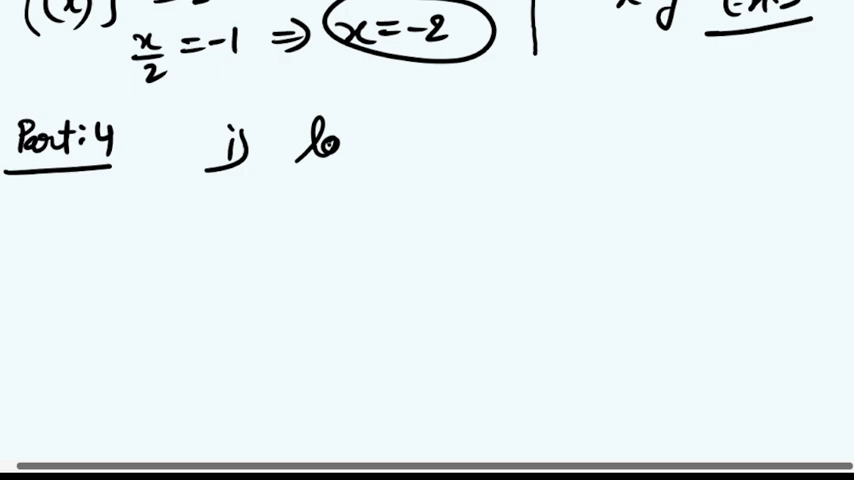 x/2 = -1 ⇒ x = -2
Part: 4 i) lo